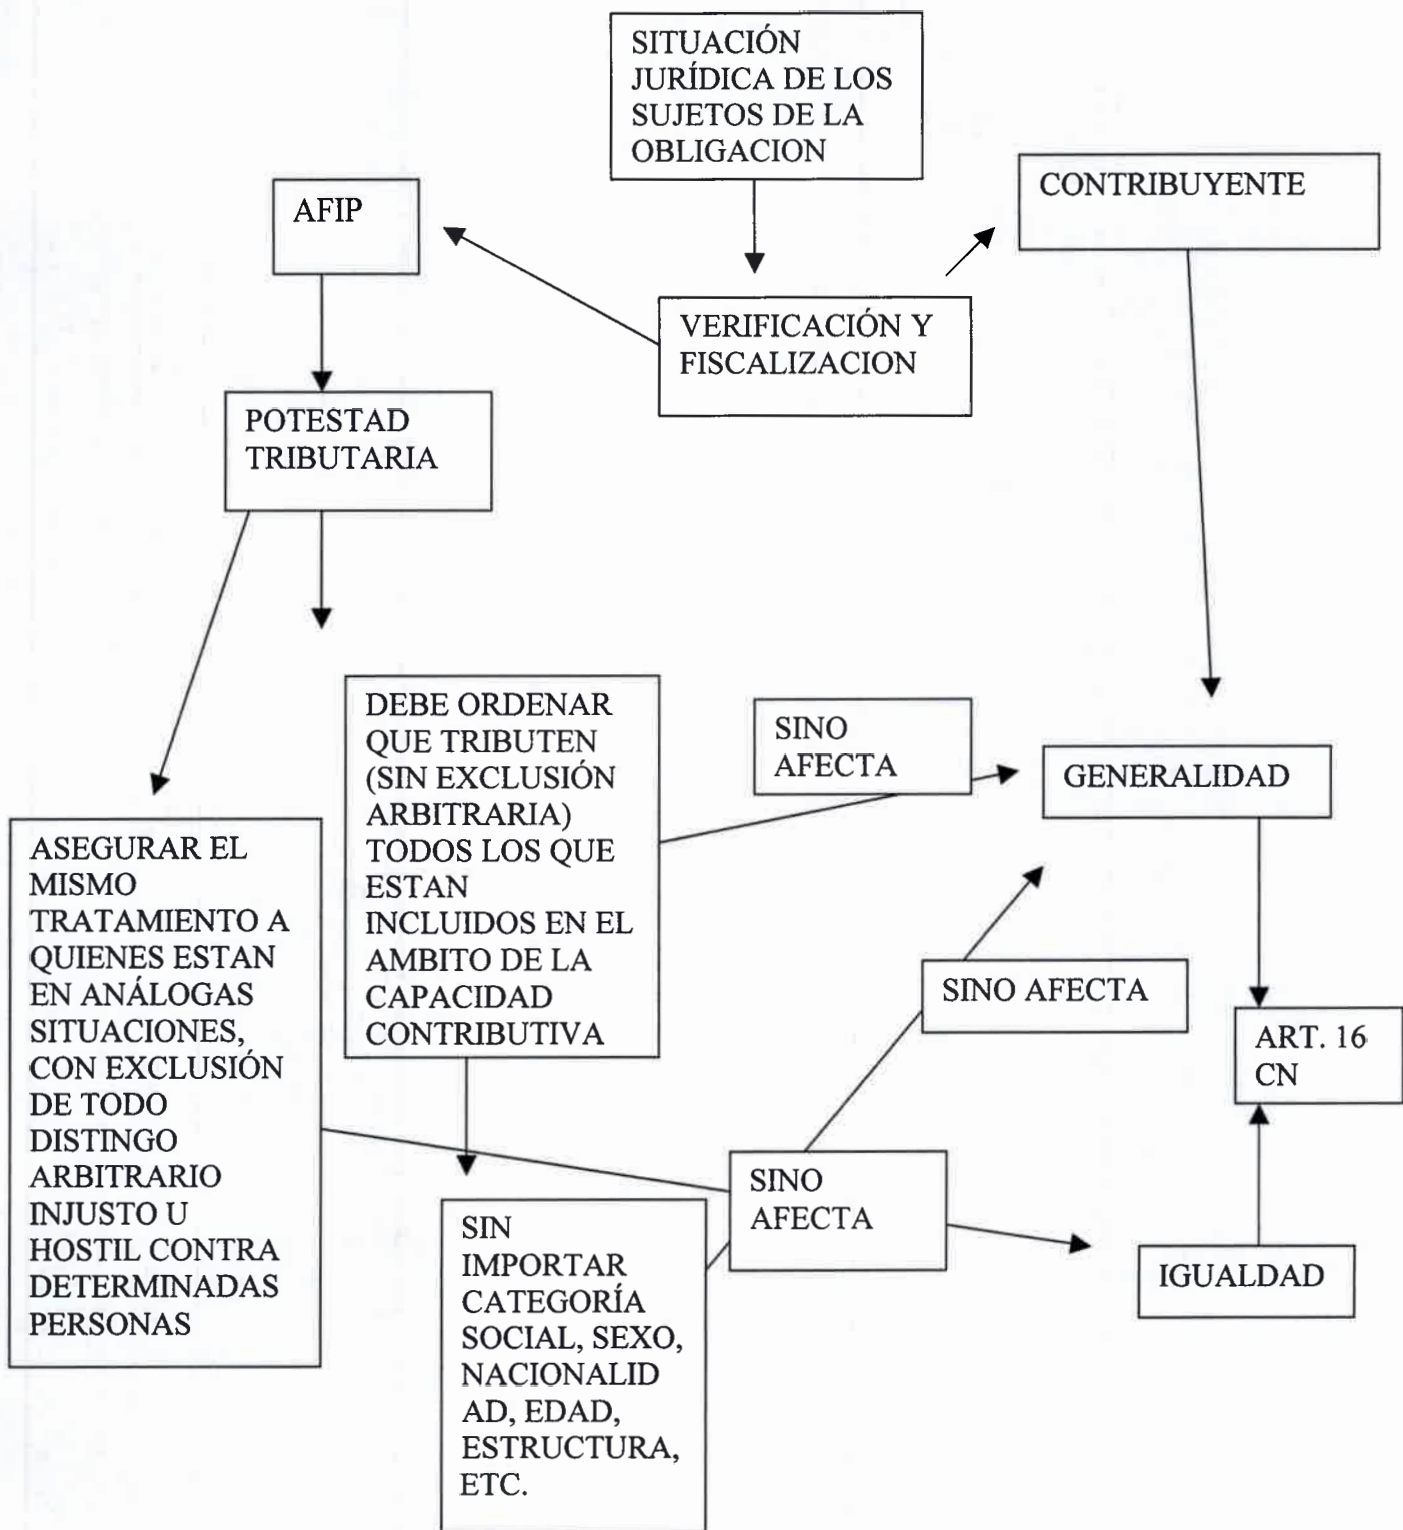 SITUACIÓN
JURÍDICA DE LOS
SUJETOS DE LA
OBLIGACION
CONTRIBUYENTE
AFIP
VERIFICACIÓN Y
FISCALIZACION
POTESTAD
TRIBUTARIA
DEBE ORDENAR
QUE TRIBUTEN
(SIN EXCLUSIÓN
ARBITRARIA)
TODOS LOS QUE
ESTAN
INCLUIDOS EN EL
AMBITO DE LA
CAPACIDAD
CONTRIBUTIVA
SINO
AFECTA
GENERALIDAD
ASEGURAR EL
MISMO
TRATAMIENTO A
QUIENES ESTAN
EN ANÁLOGAS
SITUACIONES,
CON EXCLUSIÓN
DE TODO
DISTINGO
ARBITRARIO
INJUSTO U
HOSTIL CONTRA
DETERMINADAS
PERSONAS
SINO AFECTA
ART. 16
CN
SINO
AFECTA
SIN
IMPORTAR
CATEGORÍA
SOCIAL, SEXO,
NACIONALID
AD, EDAD,
ESTRUCTURA,
ETC.
IGUALDAD